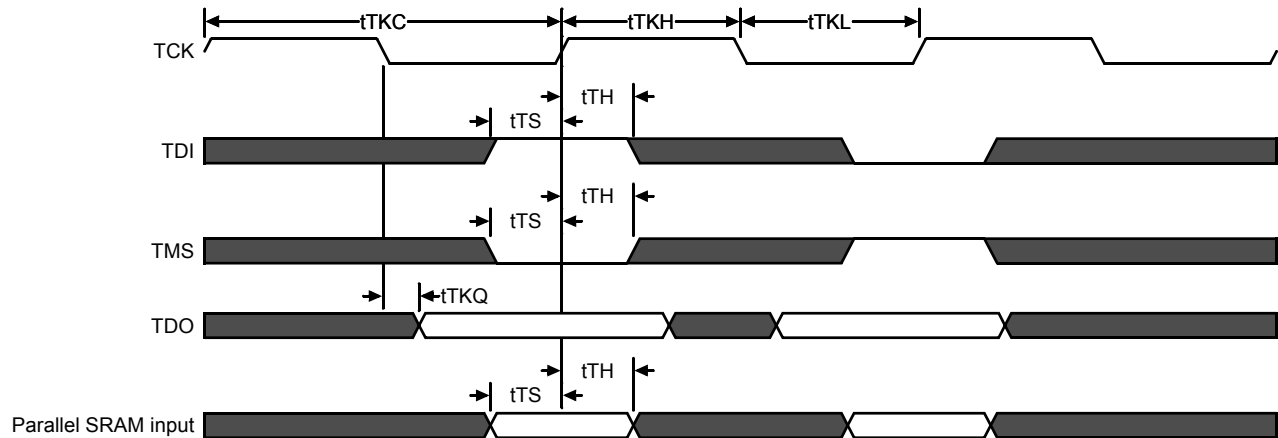 tTKC tTKH tTKL
TCK
tTH
tTS
TDI
tTH
tTS
TMS
tTKQ
TDO
tTH
tTS
Parallel SRAM input